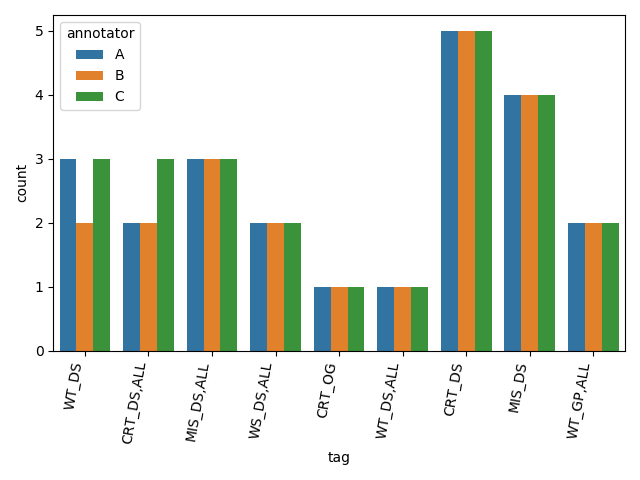 annotator
A
B
C
count
5
4
3
2
1
0
WT_DS
CRT_DS,ALL
MIS_DS,ALL
WS_DS,ALL
CRT_OG
WT_DS,ALL
CRT_DS
MIS_DS
WT_GP,ALL
tag